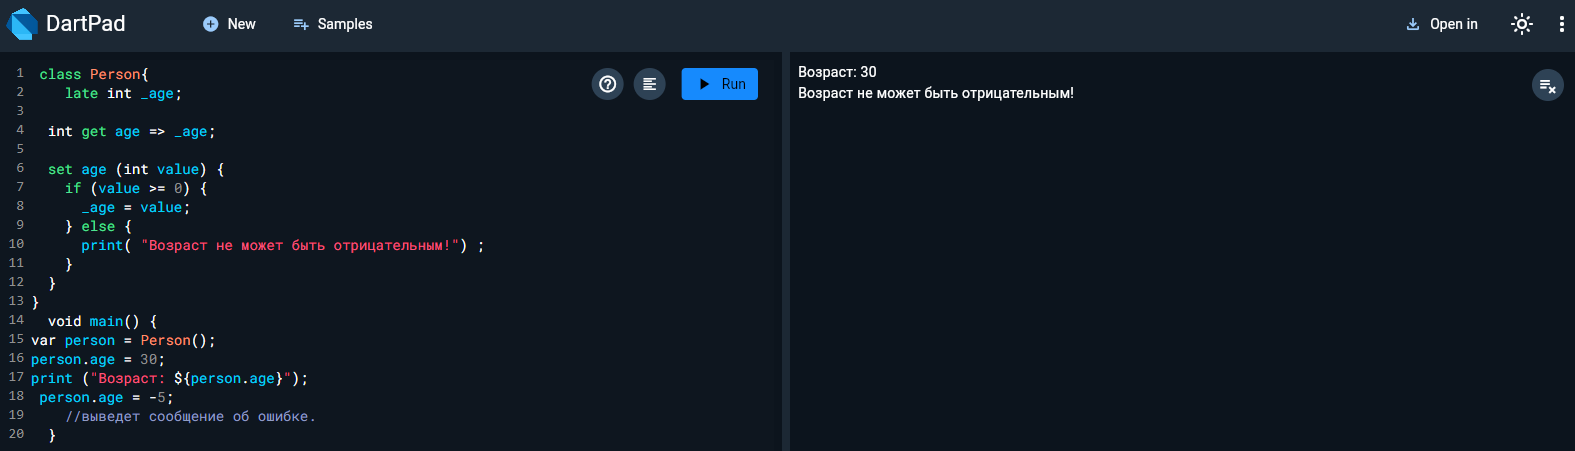 DartPad New Samples Open in
Run
1 class Person{
2 late int _age;
3
4 int get age => _age;
5
6 set age (int value) {
7 if (value >= 0) {
8 _age = value;
9 } else {
10 print( "Возраст не может быть отрицательным!") ;
11 }
12 }
13 }
14 void main() {
15 var person = Person();
16 person.age = 30;
17 print ("Возраст: ${person.age}");
18 person.age = -5;
19 //выведет сообщение об ошибке.
20 }
Возраст: 30
Возраст не может быть отрицательным!